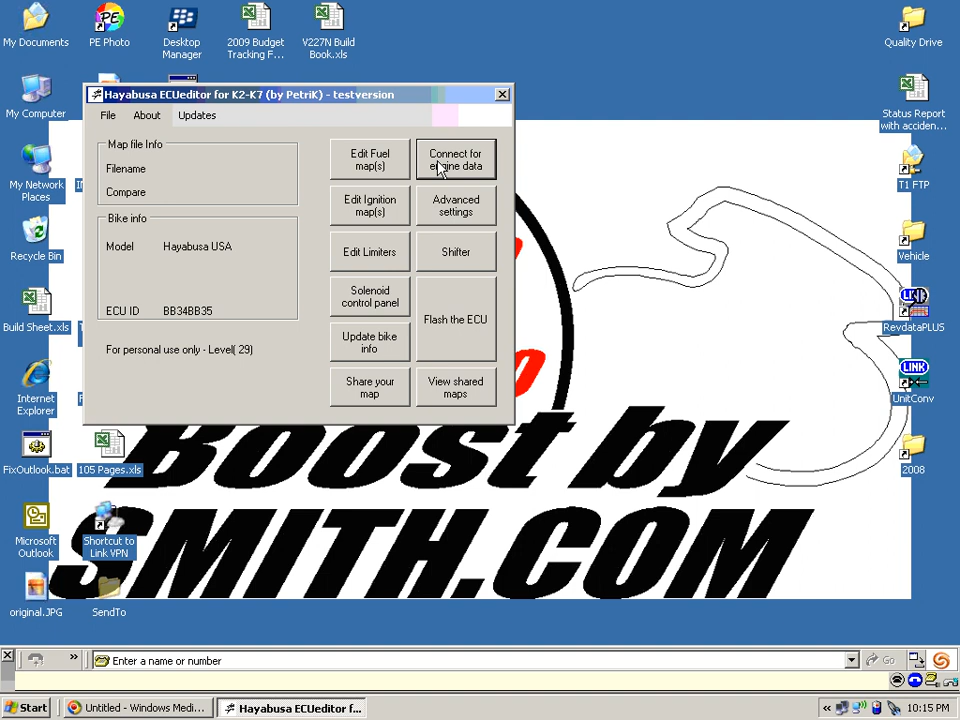 My Documents
PE Photo
Desktop
Manager
2009 Budget
Tracking F...
V227N Build
Book.xls
Quality Drive
My Computer
Status Report
with acciden...
My Network
Places
T1 FTP
Recycle Bin
Vehicle
Build Sheet.xls
RevdataPLUS
Internet
Explorer
UnitConv
FixOutlook.bat
105 Pages.xls
2008
Microsoft
Outlook
Shortcut to
Link VPN
original.JPG
SendTo
Hayabusa ECUeditor for K2-K7 (by PetriK) - testversion
File
About
Updates
Map file Info
Filename
Compare
Bike info
Model
Hayabusa USA
ECU ID
BB34BB35
For personal use only - Level( 29)
Edit Fuel
map(s)
Connect for
engine data
Edit Ignition
map(s)
Advanced
settings
Edit Limiters
Shifter
Solenoid
control panel
Flash the ECU
Update bike
info
Share your
map
View shared
maps
Boost by
SMITH.COM
Enter a name or number
Go
Start
Untitled - Windows Medi...
Hayabusa ECUeditor f...
10:15 PM